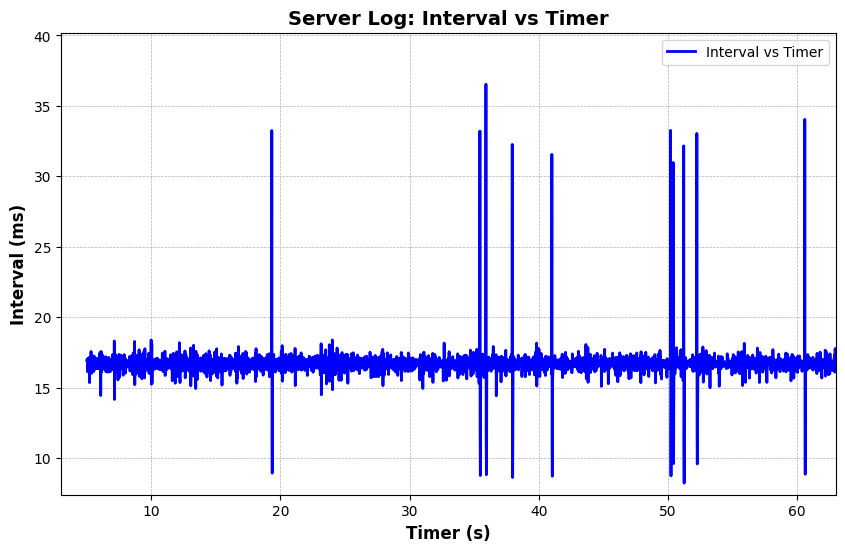 Server Log: Interval vs Timer
Interval vs Timer
40
35
30
25
20
15
10
Interval (ms)
10 20 30 40 50 60
Timer (s)